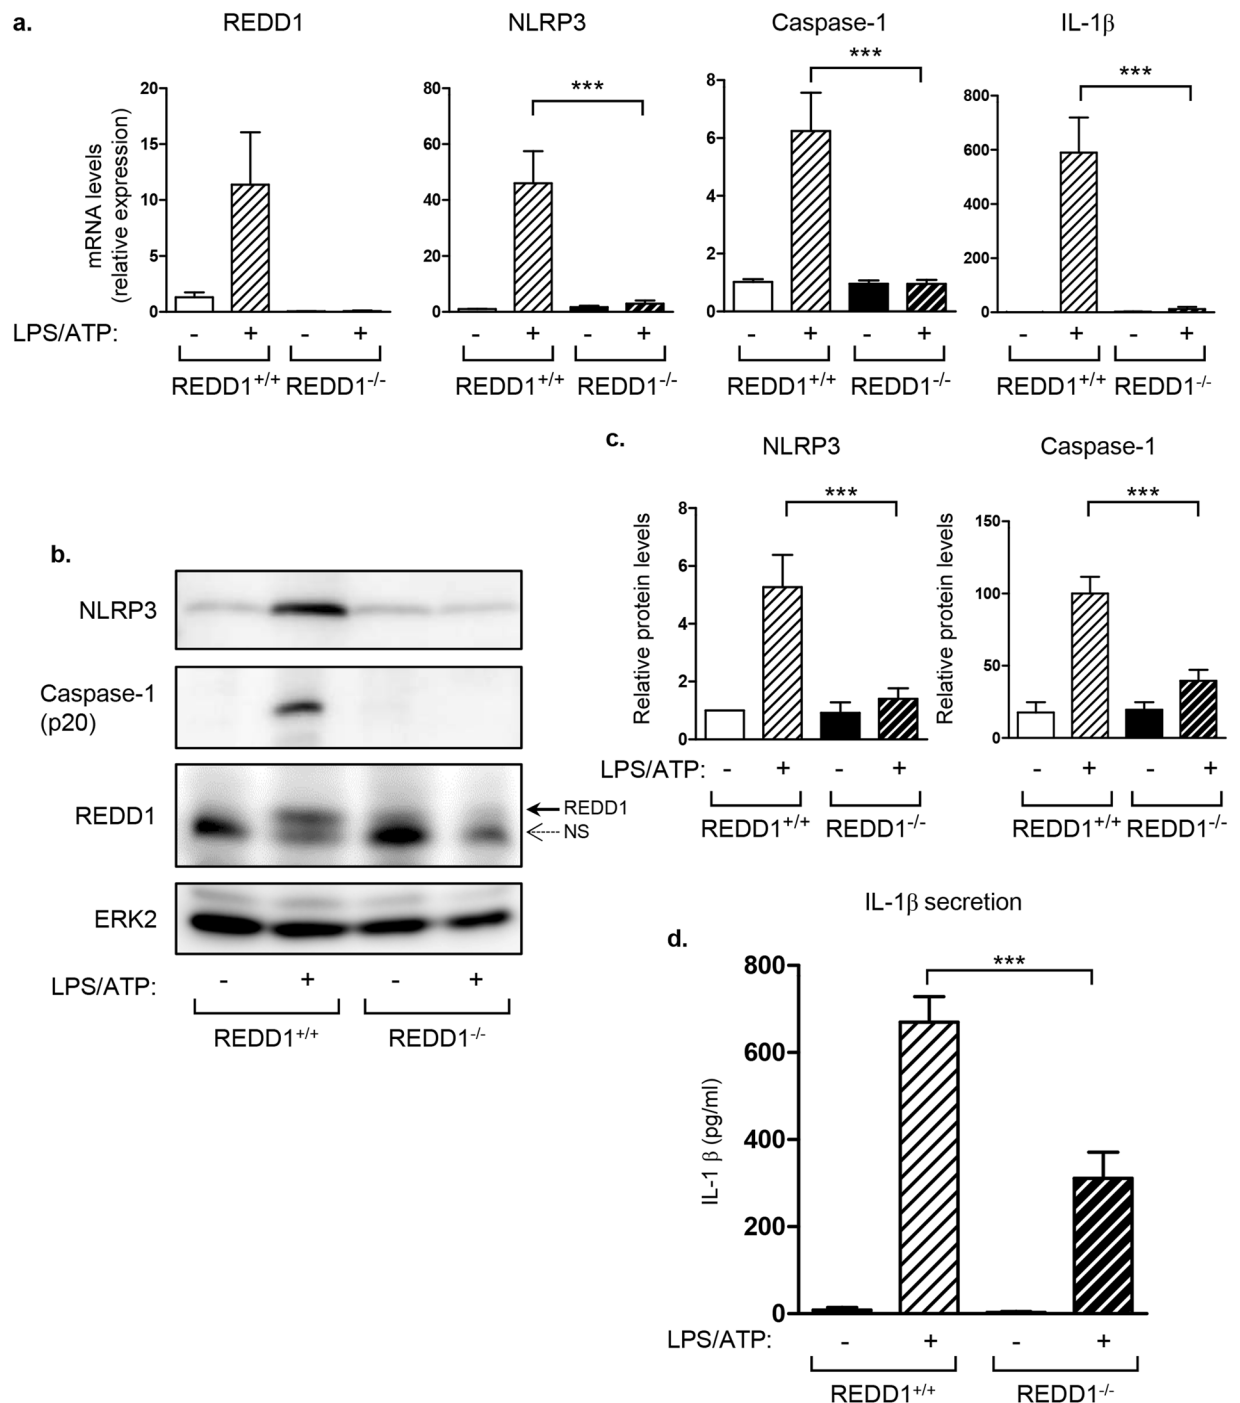 a.
REDD1 NLRP3 Caspase-1 IL-1β
*** *** ***
mRNA levels
(relative expression)
20 15 10 5 0
80 60 40 20 0
8 6 4 2 0
800 600 400 200 0
LPS/ATP: - + - + - + - + - + - + - + - +
REDD1+/+ REDD1-/- REDD1+/+ REDD1-/- REDD1+/+ REDD1-/- REDD1+/+ REDD1-/-
b.
NLRP3
Caspase-1
(p20)
REDD1
REDD1
NS
ERK2
LPS/ATP: - + - +
REDD1+/+ REDD1-/-
c.
NLRP3 Caspase-1
*** ***
Relative protein levels
8 6 4 2 0
Relative protein levels
150 100 50 0
LPS/ATP: - + - + - + - +
REDD1+/+ REDD1-/- REDD1+/+ REDD1-/-
d.
IL-1β secretion
***
IL-1 β (pg/ml)
800 600 400 200 0
LPS/ATP: - + - +
REDD1+/+ REDD1-/-